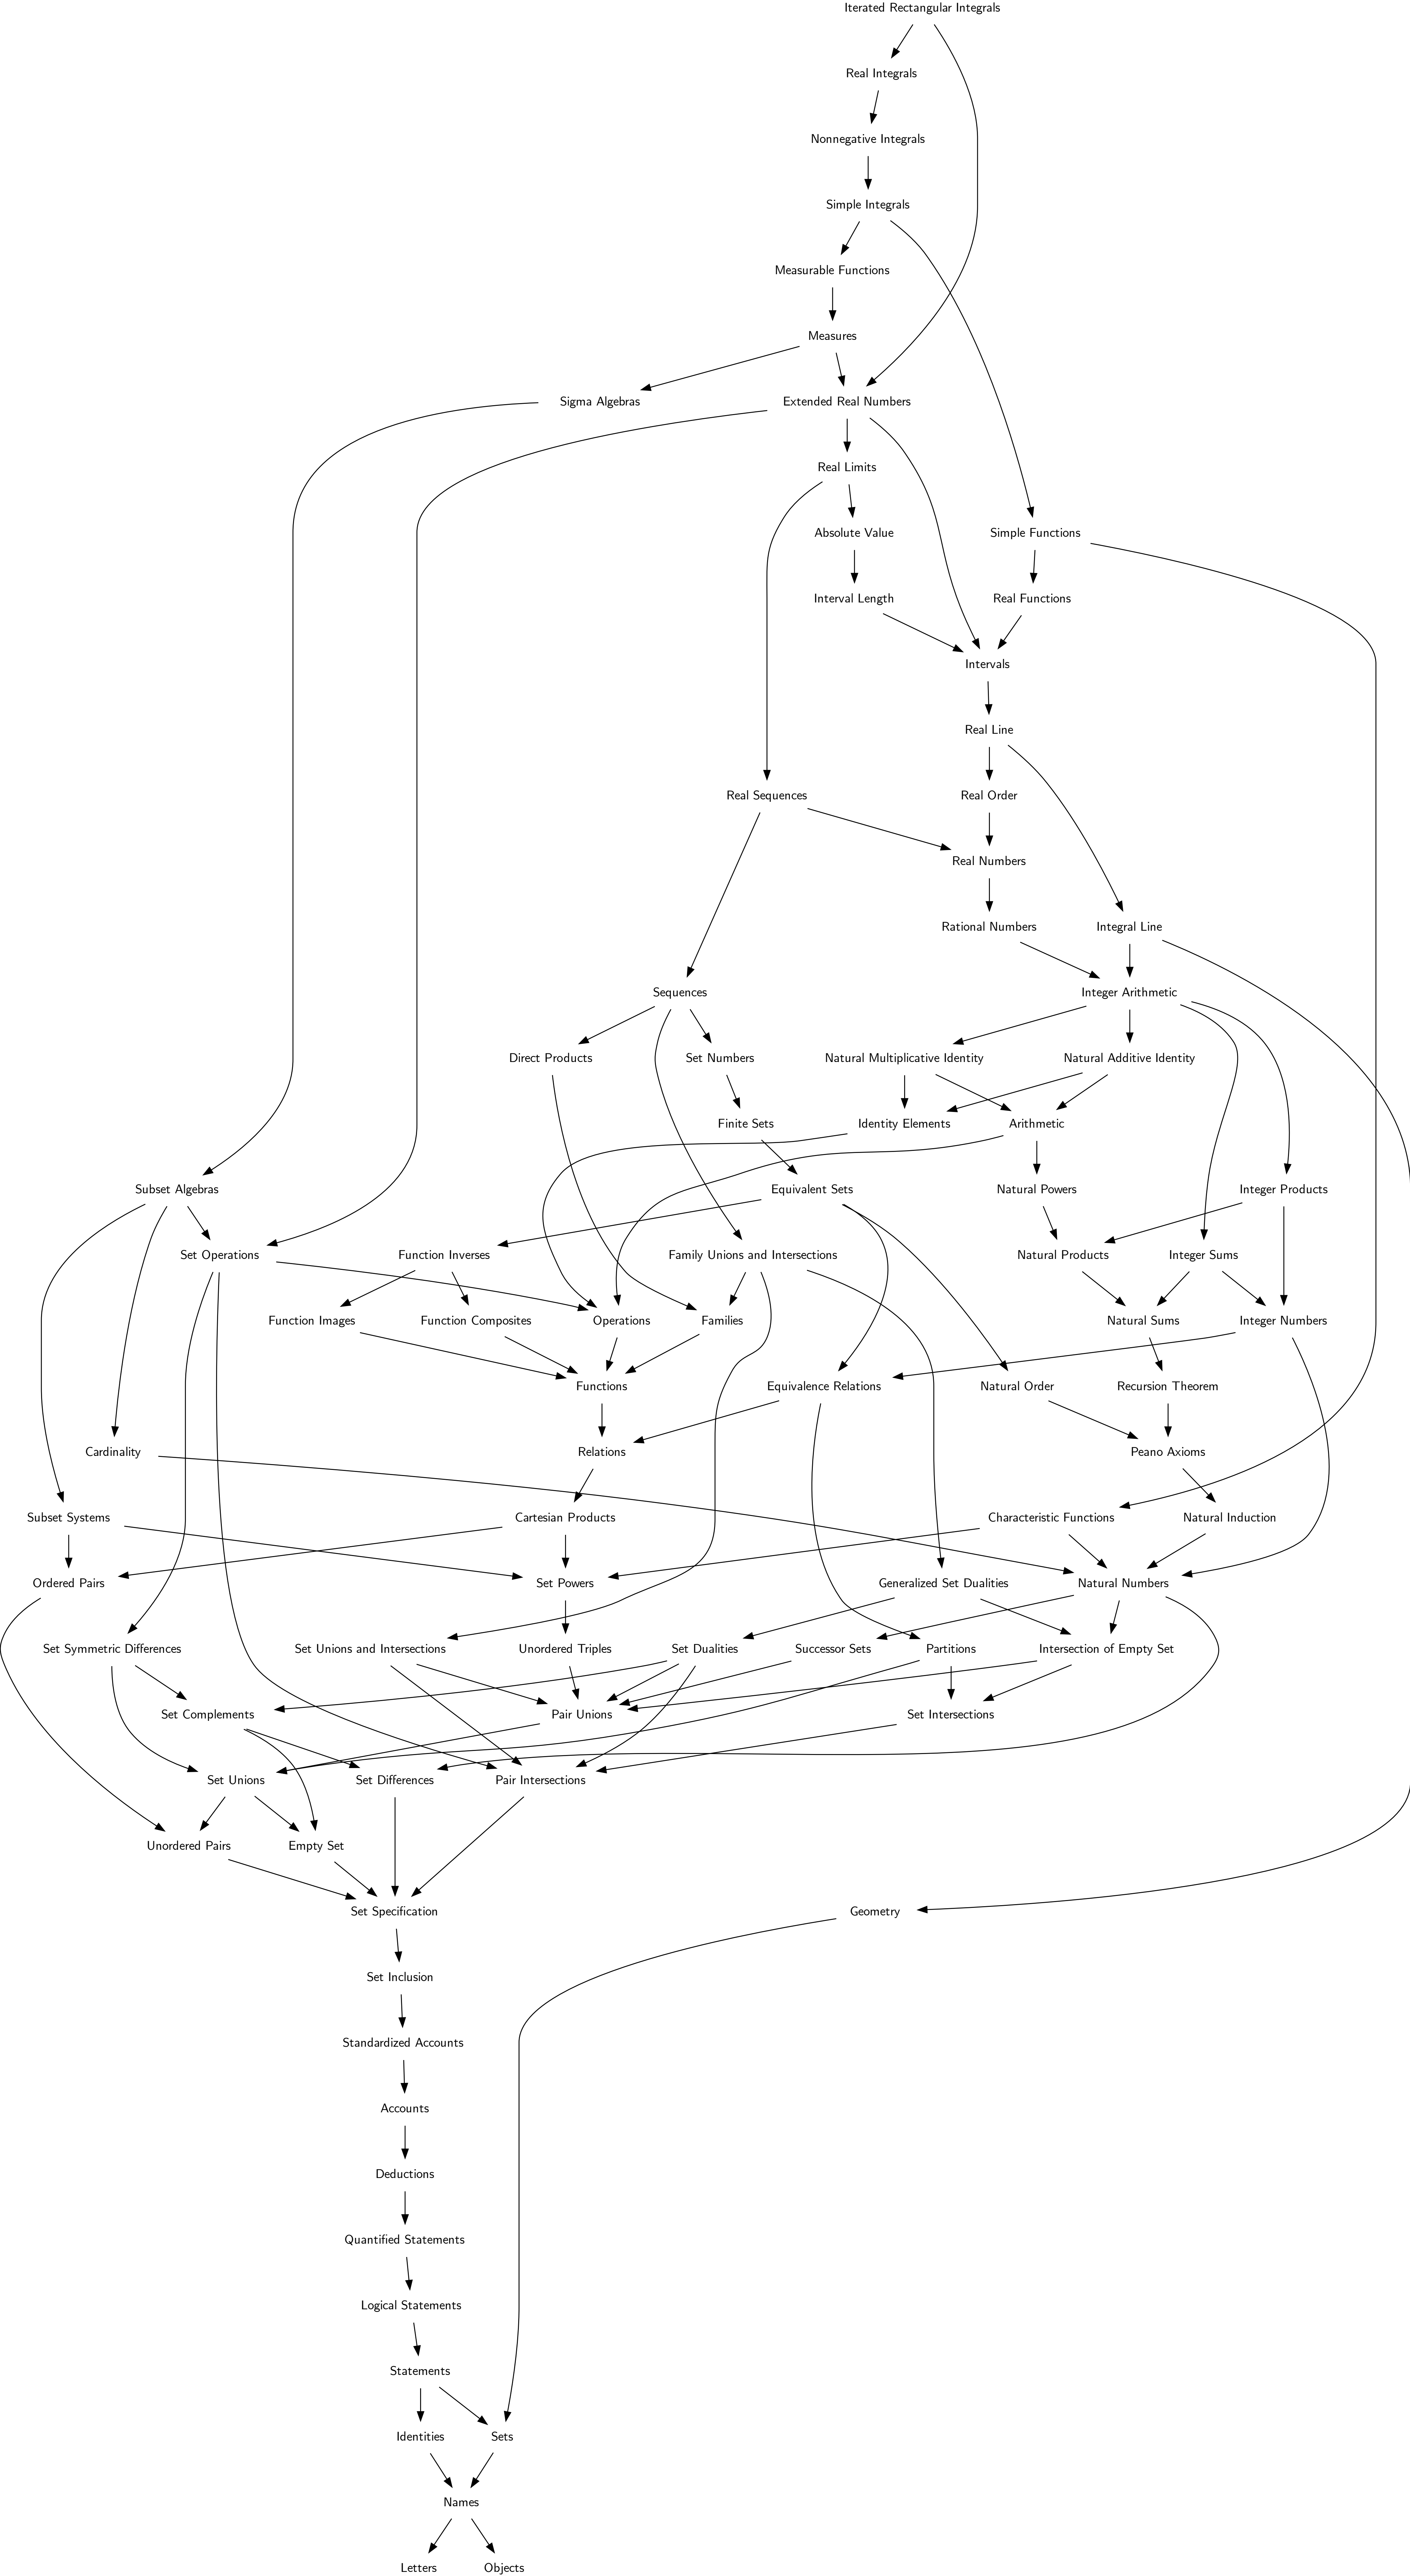 Iterated Rectangular Integrals
Real Integrals
Nonnegative Integrals
Simple Integrals
Measurable Functions
Measures
Sigma Algebras
Extended Real Numbers
Real Limits
Absolute Value
Simple Functions
Interval Length
Real Functions
Intervals
Real Line
Real Sequences
Real Order
Real Numbers
Rational Numbers
Integral Line
Sequences
Integer Arithmetic
Direct Products
Set Numbers
Natural Multiplicative Identity
Natural Additive Identity
Finite Sets
Identity Elements
Arithmetic
Subset Algebras
Equivalent Sets
Natural Powers
Integer Products
Set Operations
Function Inverses
Family Unions and Intersections
Natural Products
Integer Sums
Function Images
Function Composites
Operations
Families
Natural Sums
Integer Numbers
Functions
Equivalence Relations
Natural Order
Recursion Theorem
Cardinality
Relations
Peano Axioms
Subset Systems
Cartesian Products
Characteristic Functions
Natural Induction
Ordered Pairs
Set Powers
Generalized Set Dualities
Natural Numbers
Set Symmetric Differences
Set Unions and Intersections
Unordered Triples
Set Dualities
Successor Sets
Partitions
Intersection of Empty Set
Set Complements
Pair Unions
Set Intersections
Set Unions
Set Differences
Pair Intersections
Unordered Pairs
Empty Set
Set Specification
Geometry
Set Inclusion
Standardized Accounts
Accounts
Deductions
Quantified Statements
Logical Statements
Statements
Identities
Sets
Names
Letters
Objects